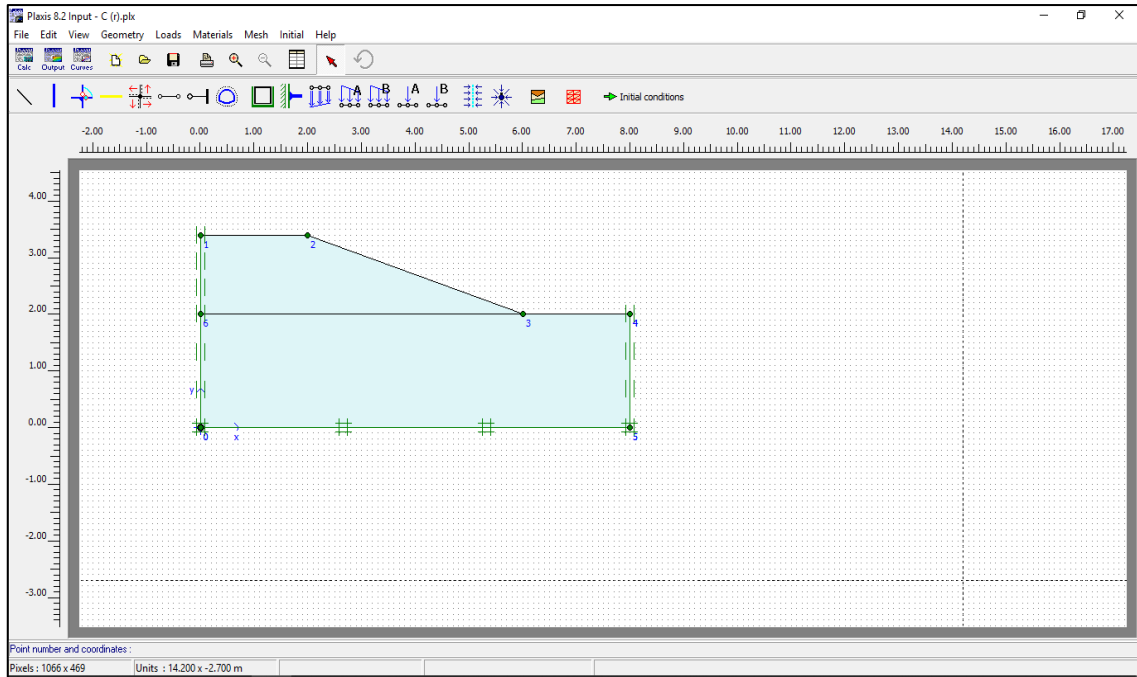 Plaxis 8.2 Input - C (r).plx
File Edit View Geometry Loads Materials Mesh Initial Help
Calc Output Curves
A B A B Initial conditions
-2.00 -1.00 0.00 1.00 2.00 3.00 4.00 5.00 6.00 7.00 8.00 9.00 10.00 11.00 12.00 13.00 14.00 15.00 16.00 17.00
4.00
1 2
3.00
2.00
6 3 4
1.00
y
0.00
0 x 5
-1.00
-2.00
-3.00
Point number and coordinates :
Pixels : 1066 x 469 Units : 14.200 x -2.700 m